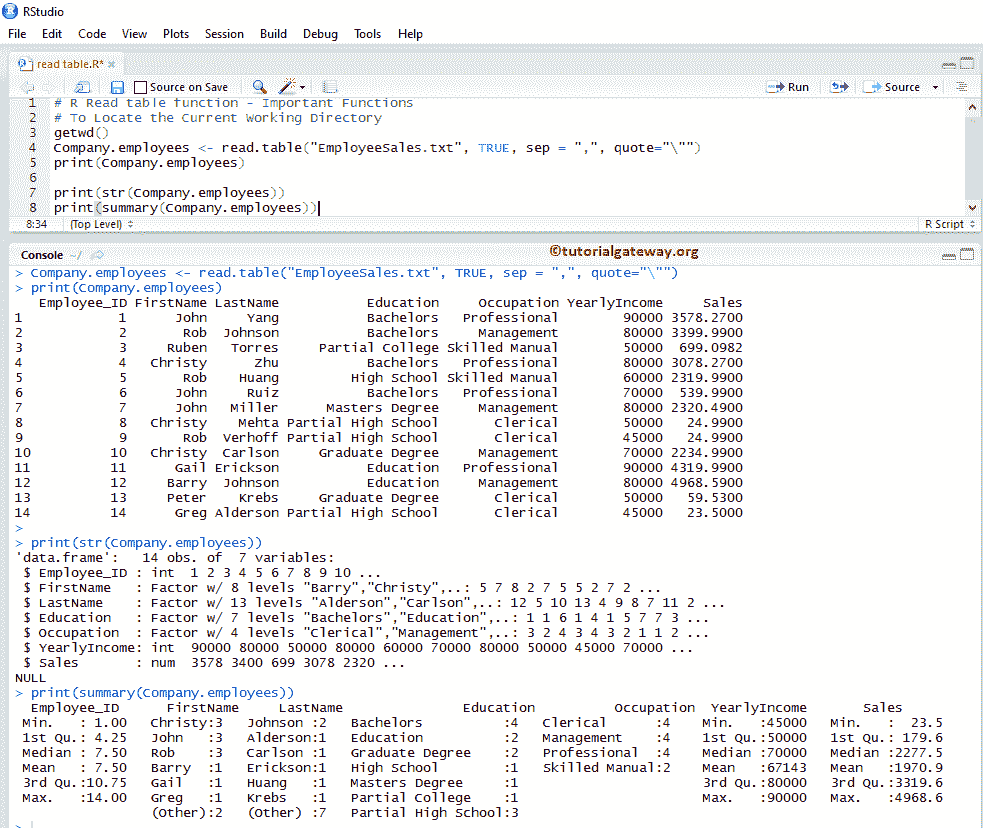 RStudio
File Edit Code View Plots Session Build Debug Tools Help
read table.R*
Source on Save Run Source
1 # R Read table function - Important Functions
2 # To Locate the Current Working Directory
3 getwd()
4 Company.employees <- read.table("EmployeeSales.txt", TRUE, sep = ",", quote="\"")
5 print(Company.employees)
6
7 print(str(Company.employees))
8 print(summary(Company.employees))
8:34 (Top Level) R Script
Console ~/ ©tutorialgateway.org
> Company.employees <- read.table("EmployeeSales.txt", TRUE, sep = ",", quote="\"")
> print(Company.employees)
   Employee_ID FirstName LastName           Education     Occupation YearlyIncome     Sales
1            1      John     Yang           Bachelors   Professional        90000 3578.2700
2            2       Rob  Johnson           Bachelors     Management        80000 3399.9900
3            3     Ruben   Torres     Partial College Skilled Manual        50000  699.0982
4            4   Christy      Zhu           Bachelors   Professional        80000 3078.2700
5            5       Rob    Huang         High School Skilled Manual        60000 2319.9900
6            6      John     Ruiz           Bachelors   Professional        70000  539.9900
7            7      John   Miller      Masters Degree     Management        80000 2320.4900
8            8   Christy    Mehta Partial High School       Clerical        50000   24.9900
9            9       Rob  Verhoff Partial High School       Clerical        45000   24.9900
10          10   Christy  Carlson     Graduate Degree     Management        70000 2234.9900
11          11      Gail Erickson           Education   Professional        90000 4319.9900
12          12     Barry  Johnson           Education     Management        80000 4968.5900
13          13     Peter    Krebs     Graduate Degree       Clerical        50000   59.5300
14          14      Greg Alderson Partial High School       Clerical        45000   23.5000
>
> print(str(Company.employees))
'data.frame':   14 obs. of  7 variables:
 $ Employee_ID : int  1 2 3 4 5 6 7 8 9 10 ...
 $ FirstName   : Factor w/ 8 levels "Barry","Christy",..: 5 7 8 2 7 5 5 2 7 2 ...
 $ LastName    : Factor w/ 13 levels "Alderson","Carlson",..: 12 5 10 13 4 9 8 7 11 2 ...
 $ Education   : Factor w/ 7 levels "Bachelors","Education",..: 1 1 6 1 4 1 5 7 7 3 ...
 $ Occupation  : Factor w/ 4 levels "Clerical","Management",..: 3 2 4 3 4 3 2 1 1 2 ...
 $ YearlyIncome: int  90000 80000 50000 80000 60000 70000 80000 50000 45000 70000 ...
 $ Sales       : num  3578 3400 699 3078 2320 ...
NULL
> print(summary(Company.employees))
  Employee_ID      FirstName     LastName                Education          Occupation  YearlyIncome       Sales
 Min.   : 1.00   Christy:3   Johnson :2   Bachelors          :4   Clerical      :4   Min.   :45000   Min.   :  23.5
 1st Qu.: 4.25   John   :3   Alderson:1   Education          :2   Management    :4   1st Qu.:50000   1st Qu.: 179.6
 Median : 7.50   Rob    :3   Carlson :1   Graduate Degree    :2   Professional  :4   Median :70000   Median :2277.5
 Mean   : 7.50   Barry  :1   Erickson:1   High School        :1   Skilled Manual:2   Mean   :67143   Mean   :1970.9
 3rd Qu.:10.75   Gail   :1   Huang   :1   Masters Degree     :1                      3rd Qu.:80000   3rd Qu.:3319.6
 Max.   :14.00   Greg   :1   Krebs   :1   Partial College    :1                      Max.   :90000   Max.   :4968.6
                 (Other):2   (Other) :7   Partial High School:3
>